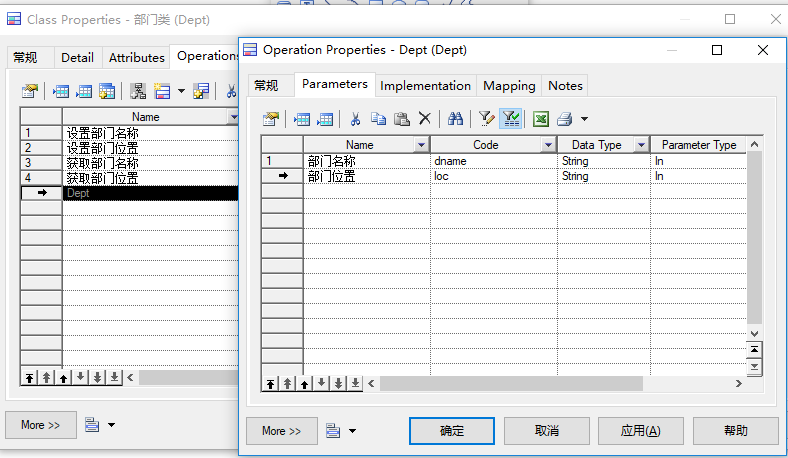 Class Properties - 部门类 (Dept)
常规 Detail Attributes Operations
Name
1 设置部门名称
2 设置部门位置
3 获取部门名称
4 获取部门位置
Dept
More >>
Operation Properties - Dept (Dept)
常规 Parameters Implementation Mapping Notes
Name Code Data Type Parameter Type
1 部门名称 dname String In
部门位置 loc String In
More >> 确定 取消 应用(A) 帮助